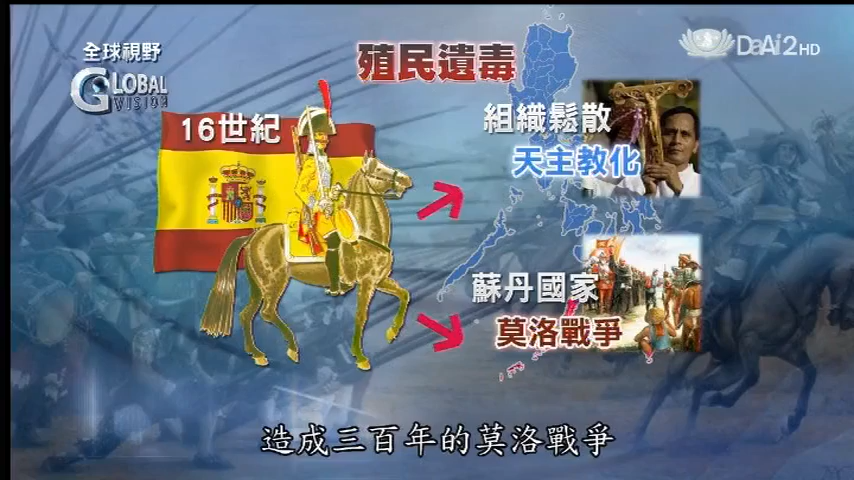 全球視野
GLOBAL
VISION
殖民遺毒
DaAi2HD
16世紀
組織鬆散
天主教化
蘇丹國家
莫洛戰爭
造成三百年的莫洛戰爭